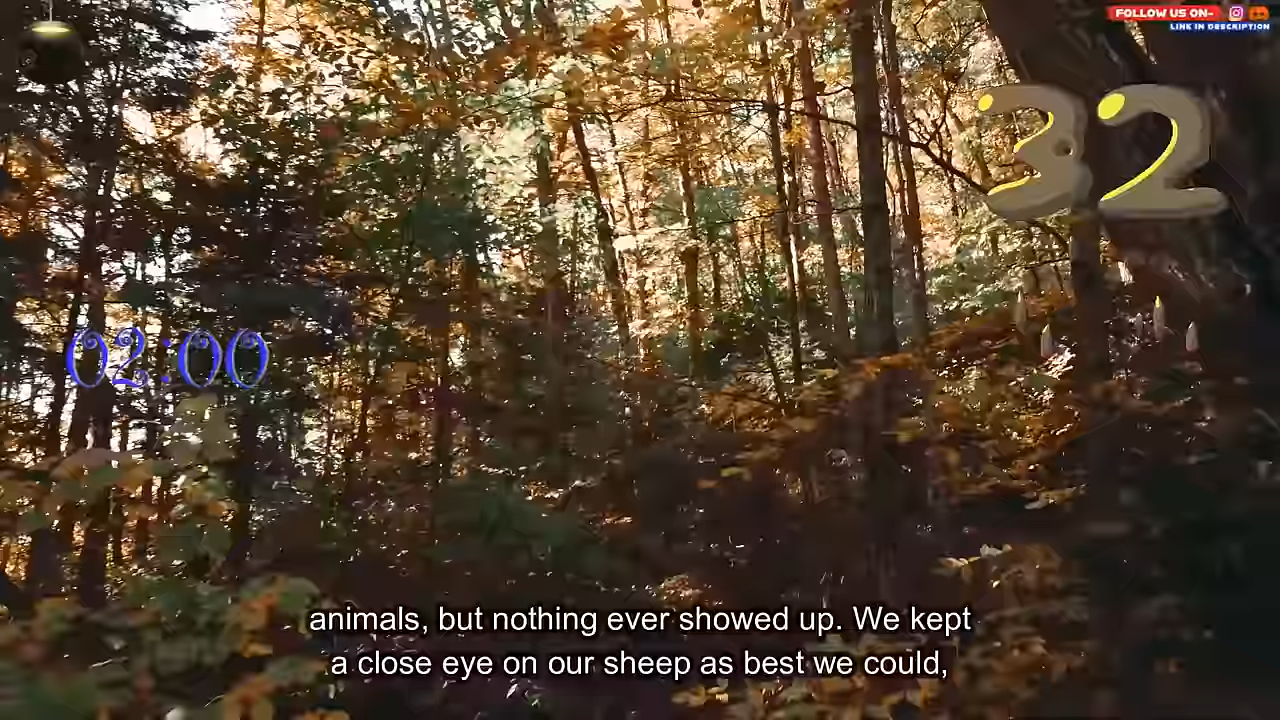 FOLLOW US ON-
LINK IN DESCRIPTION
32
02:00
animals, but nothing ever showed up. We kept
a close eye on our sheep as best we could,